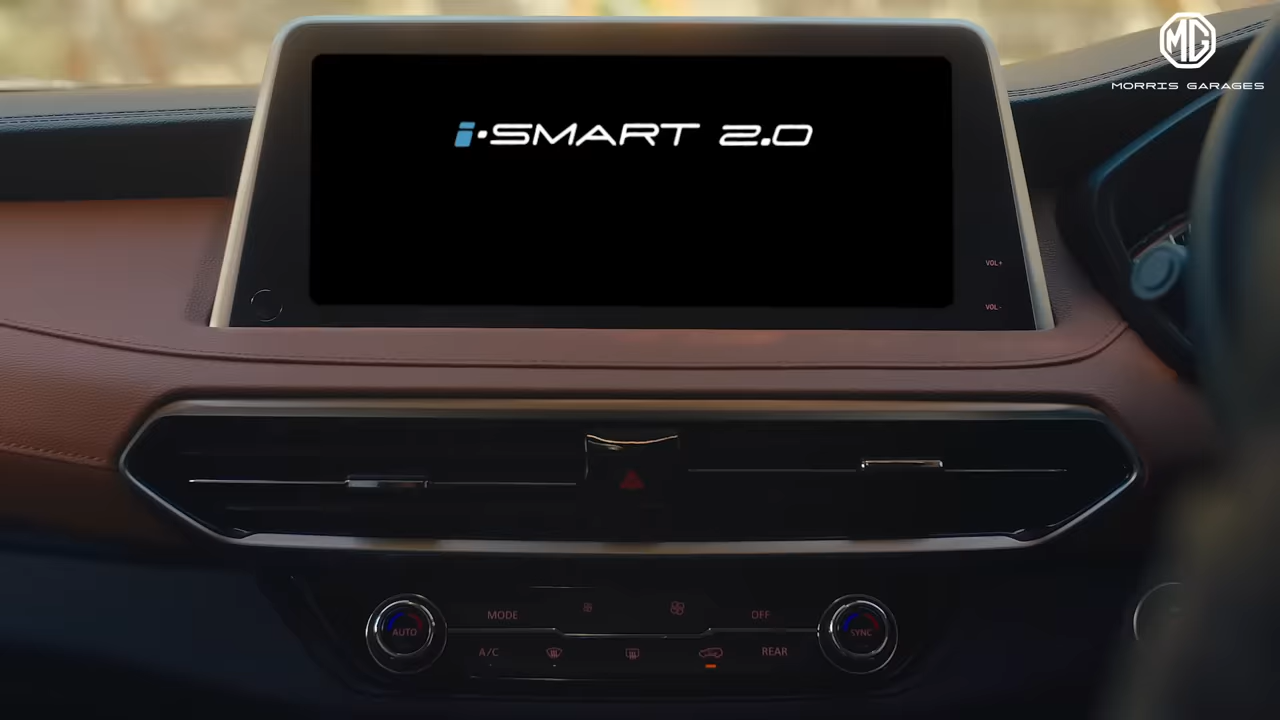 MG
MORRIS GARAGES
i·SMART 2.0
VOL+
VOL-
MODE
OFF
AUTO
SYNC
A/C
REAR